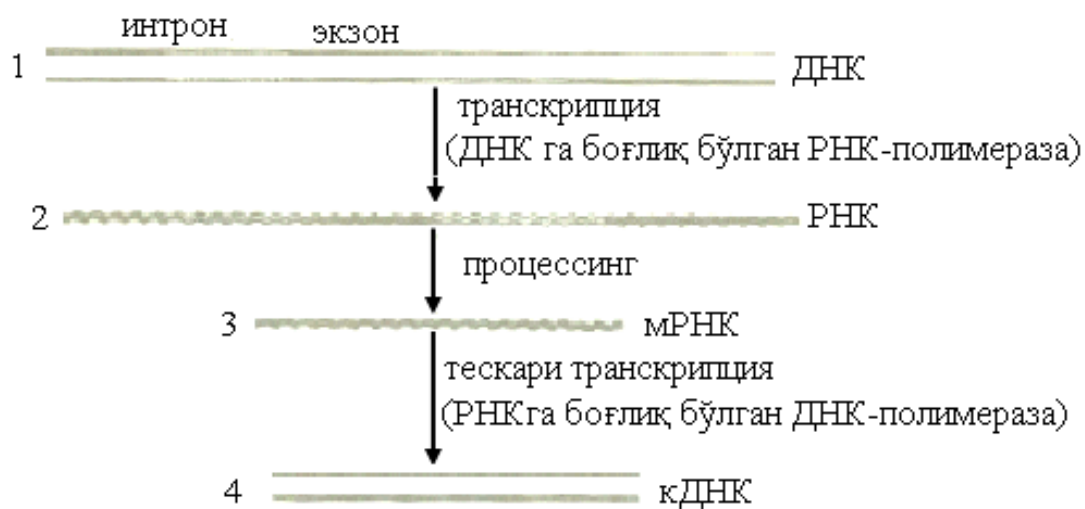 интрон экзон
1 ДНК
транскрипция
(ДНК га боғлиқ бўлган РНК-полимераза)
2 РНК
процессинг
3 мРНК
тескари транскрипция
(РНКга боғлиқ бўлган ДНК-полимераза)
4 кДНК